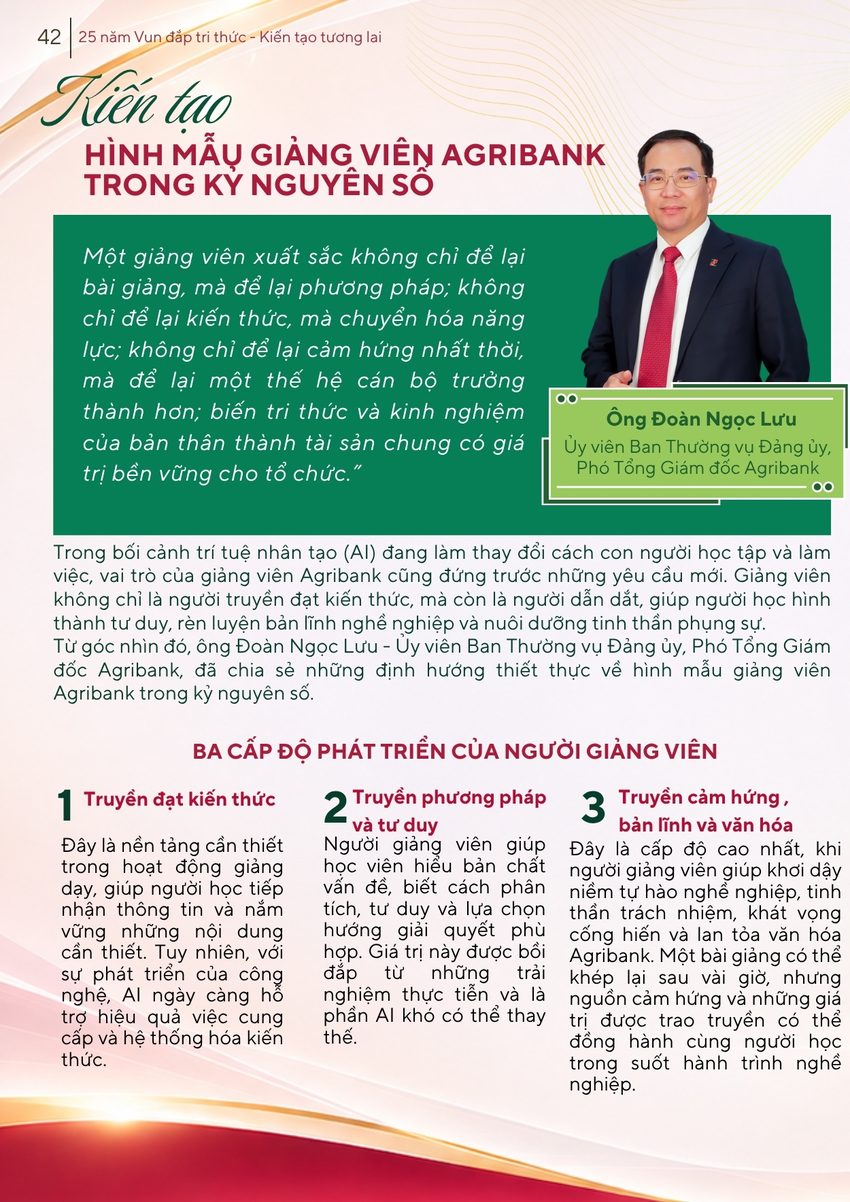 42
25 năm Vun đắp tri thức - Kiến tạo tương lai
Kiến tạo
HÌNH MẪU GIẢNG VIÊN AGRIBANK
TRONG KỶ NGUYÊN SỐ
Một giảng viên xuất sắc không chỉ để lại
bài giảng, mà để lại phương pháp; không
chỉ để lại kiến thức, mà chuyển hóa năng
lực; không chỉ để lại cảm hứng nhất thời,
mà để lại một thế hệ cán bộ trưởng
thành hơn; biến tri thức và kinh nghiệm
của bản thân thành tài sản chung có giá
trị bền vững cho tổ chức.”
Ông Đoàn Ngọc Lưu
Ủy viên Ban Thường vụ Đảng ủy,
Phó Tổng Giám đốc Agribank
Trong bối cảnh trí tuệ nhân tạo (AI) đang làm thay đổi cách con người học tập và làm
việc, vai trò của giảng viên Agribank cũng đứng trước những yêu cầu mới. Giảng viên
không chỉ là người truyền đạt kiến thức, mà còn là người dẫn dắt, giúp người học hình
thành tư duy, rèn luyện bản lĩnh nghề nghiệp và nuôi dưỡng tinh thần phụng sự.
Từ góc nhìn đó, ông Đoàn Ngọc Lưu - Ủy viên Ban Thường vụ Đảng ủy, Phó Tổng Giám
đốc Agribank, đã chia sẻ những định hướng thiết thực về hình mẫu giảng viên
Agribank trong kỷ nguyên số.
BA CẤP ĐỘ PHÁT TRIỂN CỦA NGƯỜI GIẢNG VIÊN
1 Truyền đạt kiến thức
Đây là nền tảng cần thiết
trong hoạt động giảng
dạy, giúp người học tiếp
nhận thông tin và nắm
vững những nội dung
cần thiết. Tuy nhiên, với
sự phát triển của công
nghệ, AI ngày càng hỗ
trợ hiệu quả việc cung
cấp và hệ thống hóa kiến
thức.
2 Truyền phương pháp
và tư duy
Người giảng viên giúp
học viên hiểu bản chất
vấn đề, biết cách phân
tích, tư duy và lựa chọn
hướng giải quyết phù
hợp. Giá trị này được bồi
đắp từ những trải
nghiệm thực tiễn và là
phần AI khó có thể thay
thế.
3 Truyền cảm hứng ,
bản lĩnh và văn hóa
Đây là cấp độ cao nhất, khi
người giảng viên giúp khơi dậy
niềm tự hào nghề nghiệp, tinh
thần trách nhiệm, khát vọng
cống hiến và lan tỏa văn hóa
Agribank. Một bài giảng có thể
khép lại sau vài giờ, nhưng
nguồn cảm hứng và những giá
trị được trao truyền có thể
đồng hành cùng người học
trong suốt hành trình nghề
nghiệp.